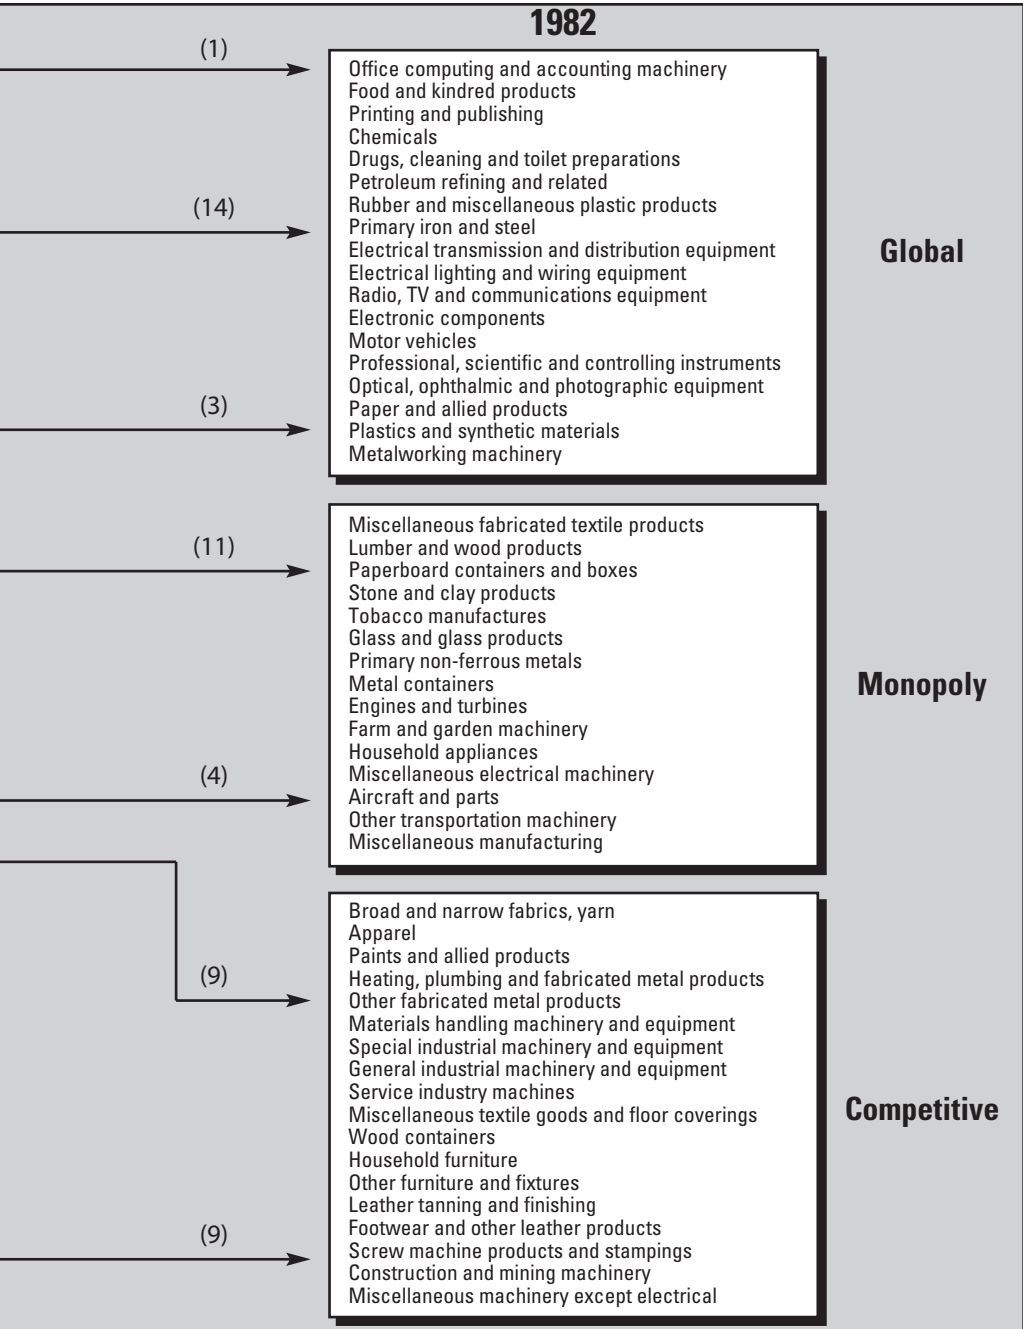 1982
(1)
Office computing and accounting machinery
Food and kindred products
Printing and publishing
Chemicals
Drugs, cleaning and toilet preparations
Petroleum refining and related
(14)
Rubber and miscellaneous plastic products
Primary iron and steel
Electrical transmission and distribution equipment
Global
Electrical lighting and wiring equipment
Radio, TV and communications equipment
Electronic components
Motor vehicles
Professional, scientific and controlling instruments
Optical, ophthalmic and photographic equipment
(3)
Paper and allied products
Plastics and synthetic materials
Metalworking machinery
Miscellaneous fabricated textile products
(11)
Lumber and wood products
Paperboard containers and boxes
Stone and clay products
Tobacco manufactures
Glass and glass products
Primary non-ferrous metals
Metal containers
Monopoly
Engines and turbines
Farm and garden machinery
Household appliances
(4)
Miscellaneous electrical machinery
Aircraft and parts
Other transportation machinery
Miscellaneous manufacturing
Broad and narrow fabrics, yarn
Apparel
Paints and allied products
(9)
Heating, plumbing and fabricated metal products
Other fabricated metal products
Materials handling machinery and equipment
Special industrial machinery and equipment
General industrial machinery and equipment
Service industry machines
Competitive
Miscellaneous textile goods and floor coverings
Wood containers
Household furniture
Other furniture and fixtures
Leather tanning and finishing
Footwear and other leather products
(9)
Screw machine products and stampings
Construction and mining machinery
Miscellaneous machinery except electrical